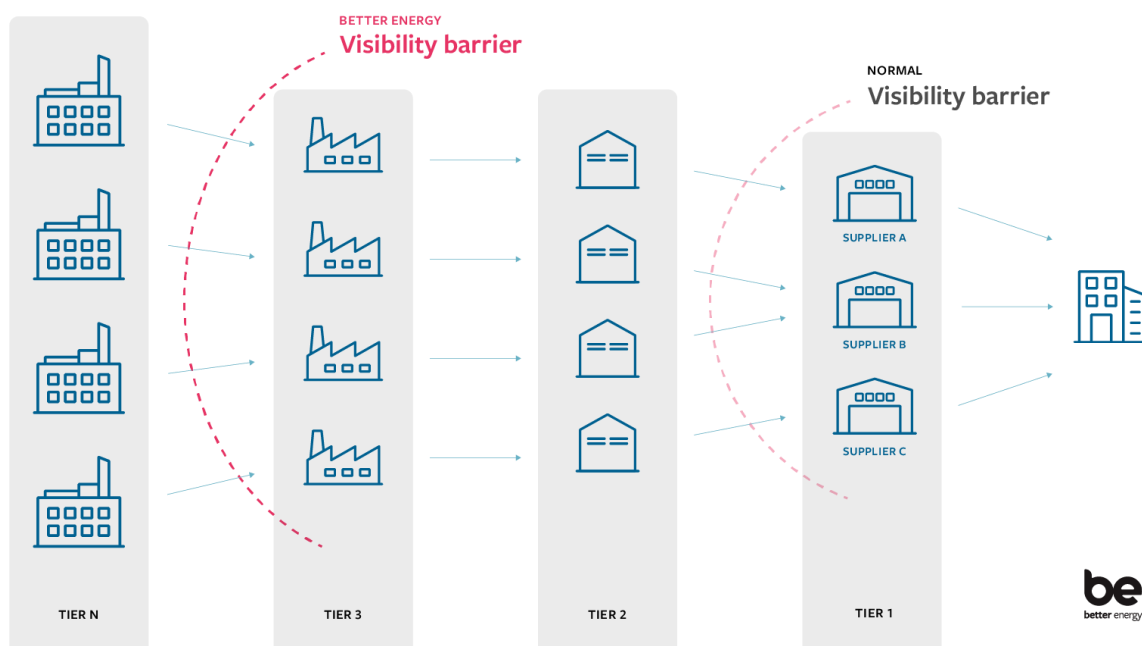 BETTER ENERGY
Visibility barrier
NORMAL
Visibility barrier
SUPPLIER A
SUPPLIER B
SUPPLIER C
TIER N
TIER 3
TIER 2
TIER 1
be
better energy